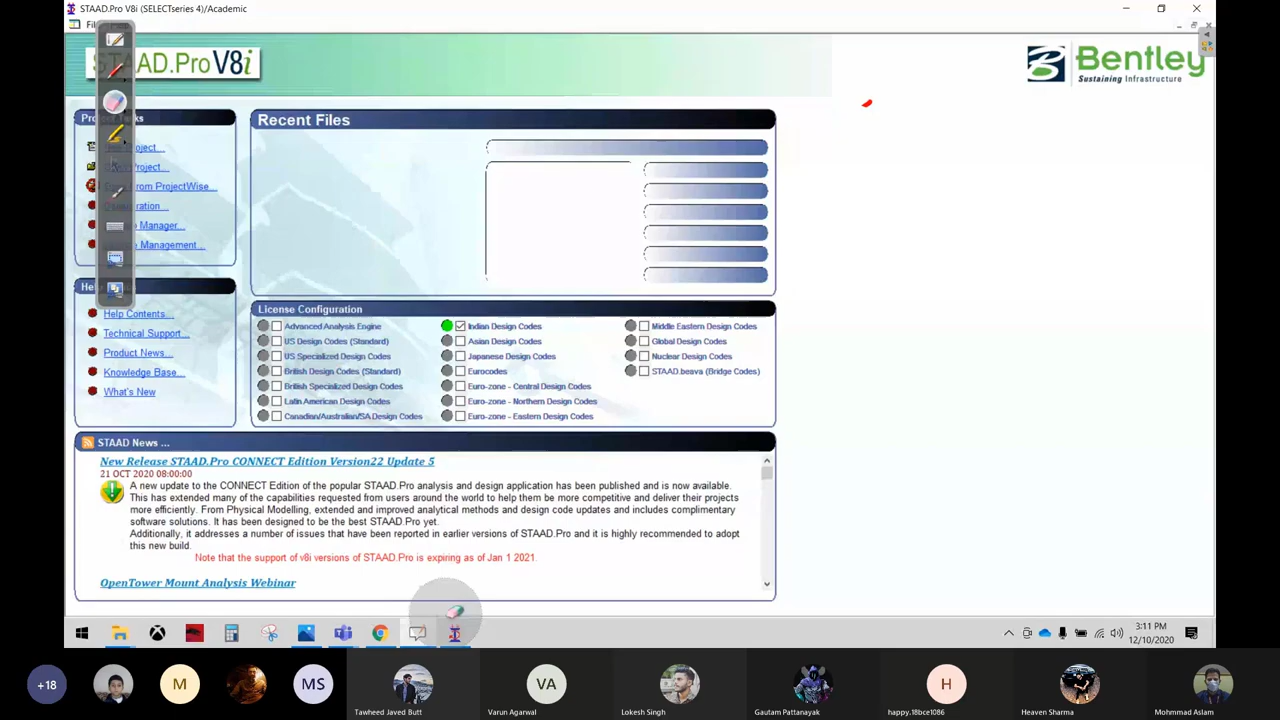 STAAD.Pro V8i (SELECTseries 4)/Academic
Fil
STAAD.Pro V8i
Bentley
Sustaining Infrastructure
Recent Files
from ProjectWise...
Manager...
Management...
Help Contents...
Technical Support...
Product News...
Knowledge Base...
What's New
License Configuration
Advanced Analysis Engine
US Design Codes (Standard)
US Specialized Design Codes
British Design Codes (Standard)
British Specialized Design Codes
Latin American Design Codes
Canadian/Australian/SA Design Codes
Indian Design Codes
Asian Design Codes
Japanese Design Codes
Eurocodes
Euro-zone - Central Design Codes
Euro-zone - Northern Design Codes
Euro-zone - Eastern Design Codes
Middle Eastern Design Codes
Global Design Codes
Nuclear Design Codes
STAAD.beava (Bridge Codes)
STAAD News ...
New Release STAAD.Pro CONNECT Edition Version22 Update 5
21 OCT 2020 08:00:00
A new update to the CONNECT Edition of the popular STAAD.Pro analysis and design application has been published and is now available.
This has extended many of the capabilities requested from users around the world to help them be more competitive and deliver their projects
more efficiently. From Physical Modelling, extended and improved analytical methods and design code updates and includes complimentary
software solutions. It has been designed to be the best STAAD.Pro yet.
Additionally, it addresses a number of issues that have been reported in earlier versions of STAAD.Pro and it is highly recommended to adopt
this new build.
Note that the support of v8i versions of STAAD.Pro is expiring as of Jan 1 2021.
OpenTower Mount Analysis Webinar
3:11 PM
12/10/2020
+18
M
MS
Tawheed Javed Butt
VA
Varun Agarwal
Lokesh Singh
Gautam Pattanayak
H
happy.18bce1086
Heaven Sharma
Mohmmad Aslam